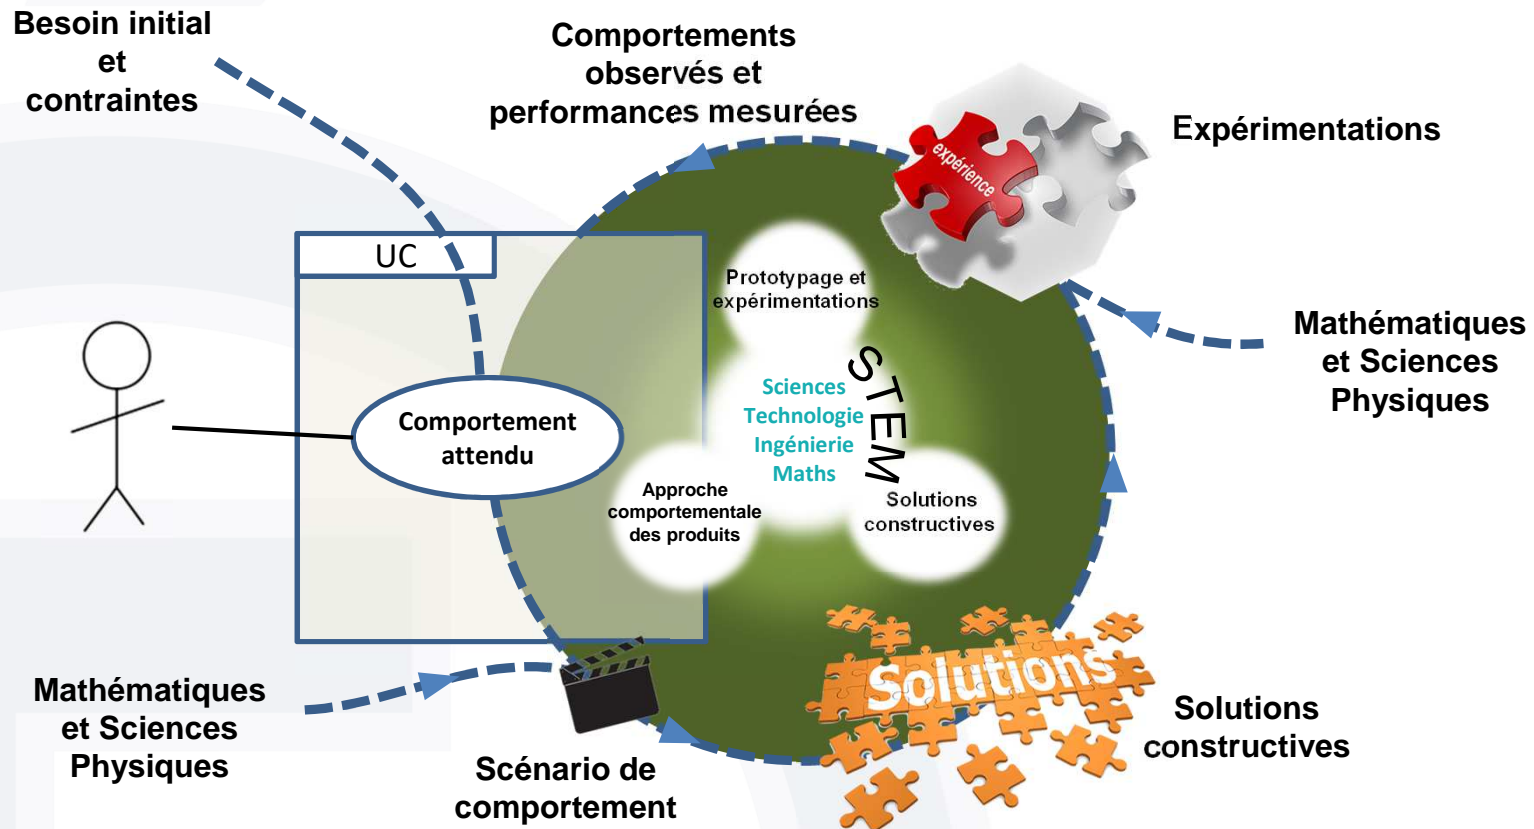 Besoin initial
et
contraintes
Comportements
observés et
performances mesurées
expérience
Expérimentations
UC
Prototypage et
expérimentations
Mathématiques
et Sciences
Physiques
STEM
Sciences
Technologie
Ingénierie
Maths
Comportement
attendu
Approche
comportementale
des produits
Solutions
constructives
Solutions
Mathématiques
et Sciences
Physiques
Solutions
constructives
Scénario de
comportement